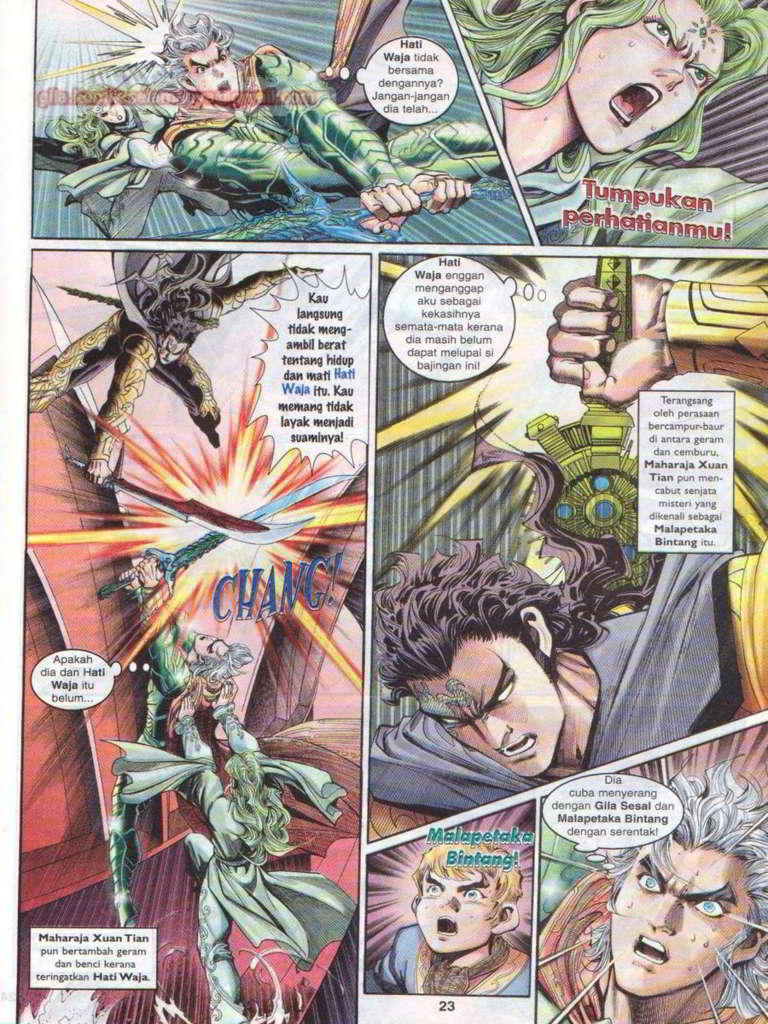 Hati
Waja tidak
bersama
dengannya?
Jangan-jangan
dia telah...
Tumpukan
perhatianmu!
Kau
langsung
tidak meng-
ambil berat
tentang hidup
dan mati Hati
Waja itu. Kau
memang tidak
layak menjadi
suaminya!
CHANG!
Apakah
dia dan Hati
Waja itu
belum...
Maharaja Xuan Tian
pun bertambah geram
dan benci kerana
teringatkan Hati Waja.
Hati
Waja enggan
menganggap
aku sebagai
kekasihnya
semata-mata kerana
dia masih belum
dapat melupai si
bajingan ini!
Terangsang
oleh perasaan
bercampur-baur
di antara geram
dan cemburu,
Maharaja Xuan
Tian pun men-
cabut senjata
misteri yang
dikenali sebagai
Malapetaka
Bintang itu.
Malapetaka
Bintang!
Dia
cuba menyerang
dengan Gila Sesal dan
Malapetaka Bintang
dengan serentak!
23